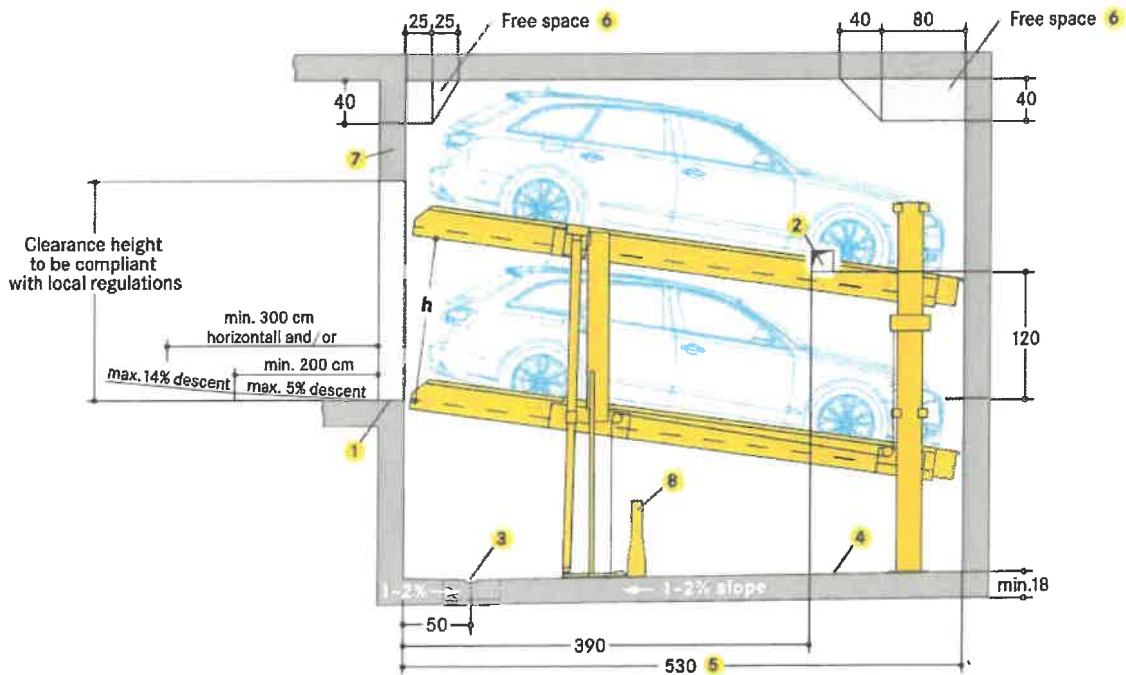 25 25
Free space 6
40 80
Free space 6
40
40
7
Clearance height
to be compliant
with local regulations
2
h
min. 300 cm
horizontall and/or
120
min. 200 cm
max. 14% descent
max. 5% descent
1
8
3
4
1-2%
1-2% slope
min.18
50
390
530 5